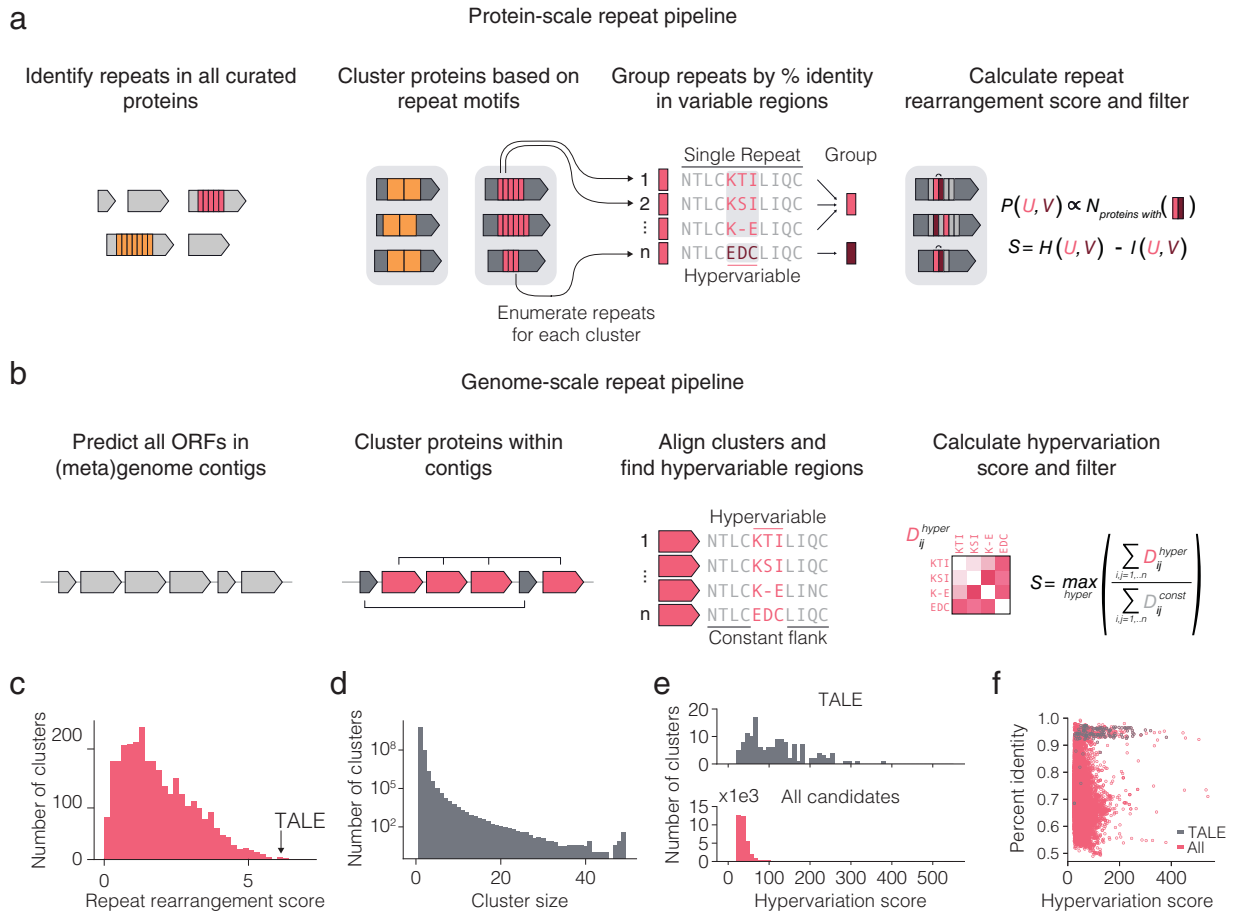 a
Protein-scale repeat pipeline
Identify repeats in all curated
proteins
Cluster proteins based on
repeat motifs
Group repeats by % identity
in variable regions
Calculate repeat
rearrangement score and filter
Single Repeat
Group
1 NTLCKTILIQC
2 NTLCKSILIQC
⋮ NTLCK-ELIQC
n NTLCEDCLIQC
Hypervariable
Enumerate repeats
for each cluster
P(U,V) ∝ N proteins with ( )
S = H(U,V) - I(U,V)
b
Genome-scale repeat pipeline
Predict all ORFs in
(meta)genome contigs
Cluster proteins within
contigs
Align clusters and
find hypervariable regions
Calculate hypervariation
score and filter
Hypervariable
1 NTLCKTILIQC
⋮ NTLCKSILIQC
NTLCK-ELINC
n NTLCEDCLIQC
Constant flank
D ij hyper
KTI KSI K-E EDC
KTI
KSI
K-E
EDC
S = max hyper ( ∑ i,j=1,..n D ij hyper / ∑ i,j=1,..n D ij const )
c
Number of clusters
200
100
0
TALE
0 5
Repeat rearrangement score
d
Number of clusters
10^8
10^5
10^2
0 20 40
Cluster size
e
TALE
Number of clusters
20
10
0
All candidates
x1e3
15
10
5
0
0 100 200 300 400 500
Hypervariation score
f
Percent identity
1.0
0.9
0.8
0.7
0.6
0.5
TALE
All
0 200 400
Hypervariation score